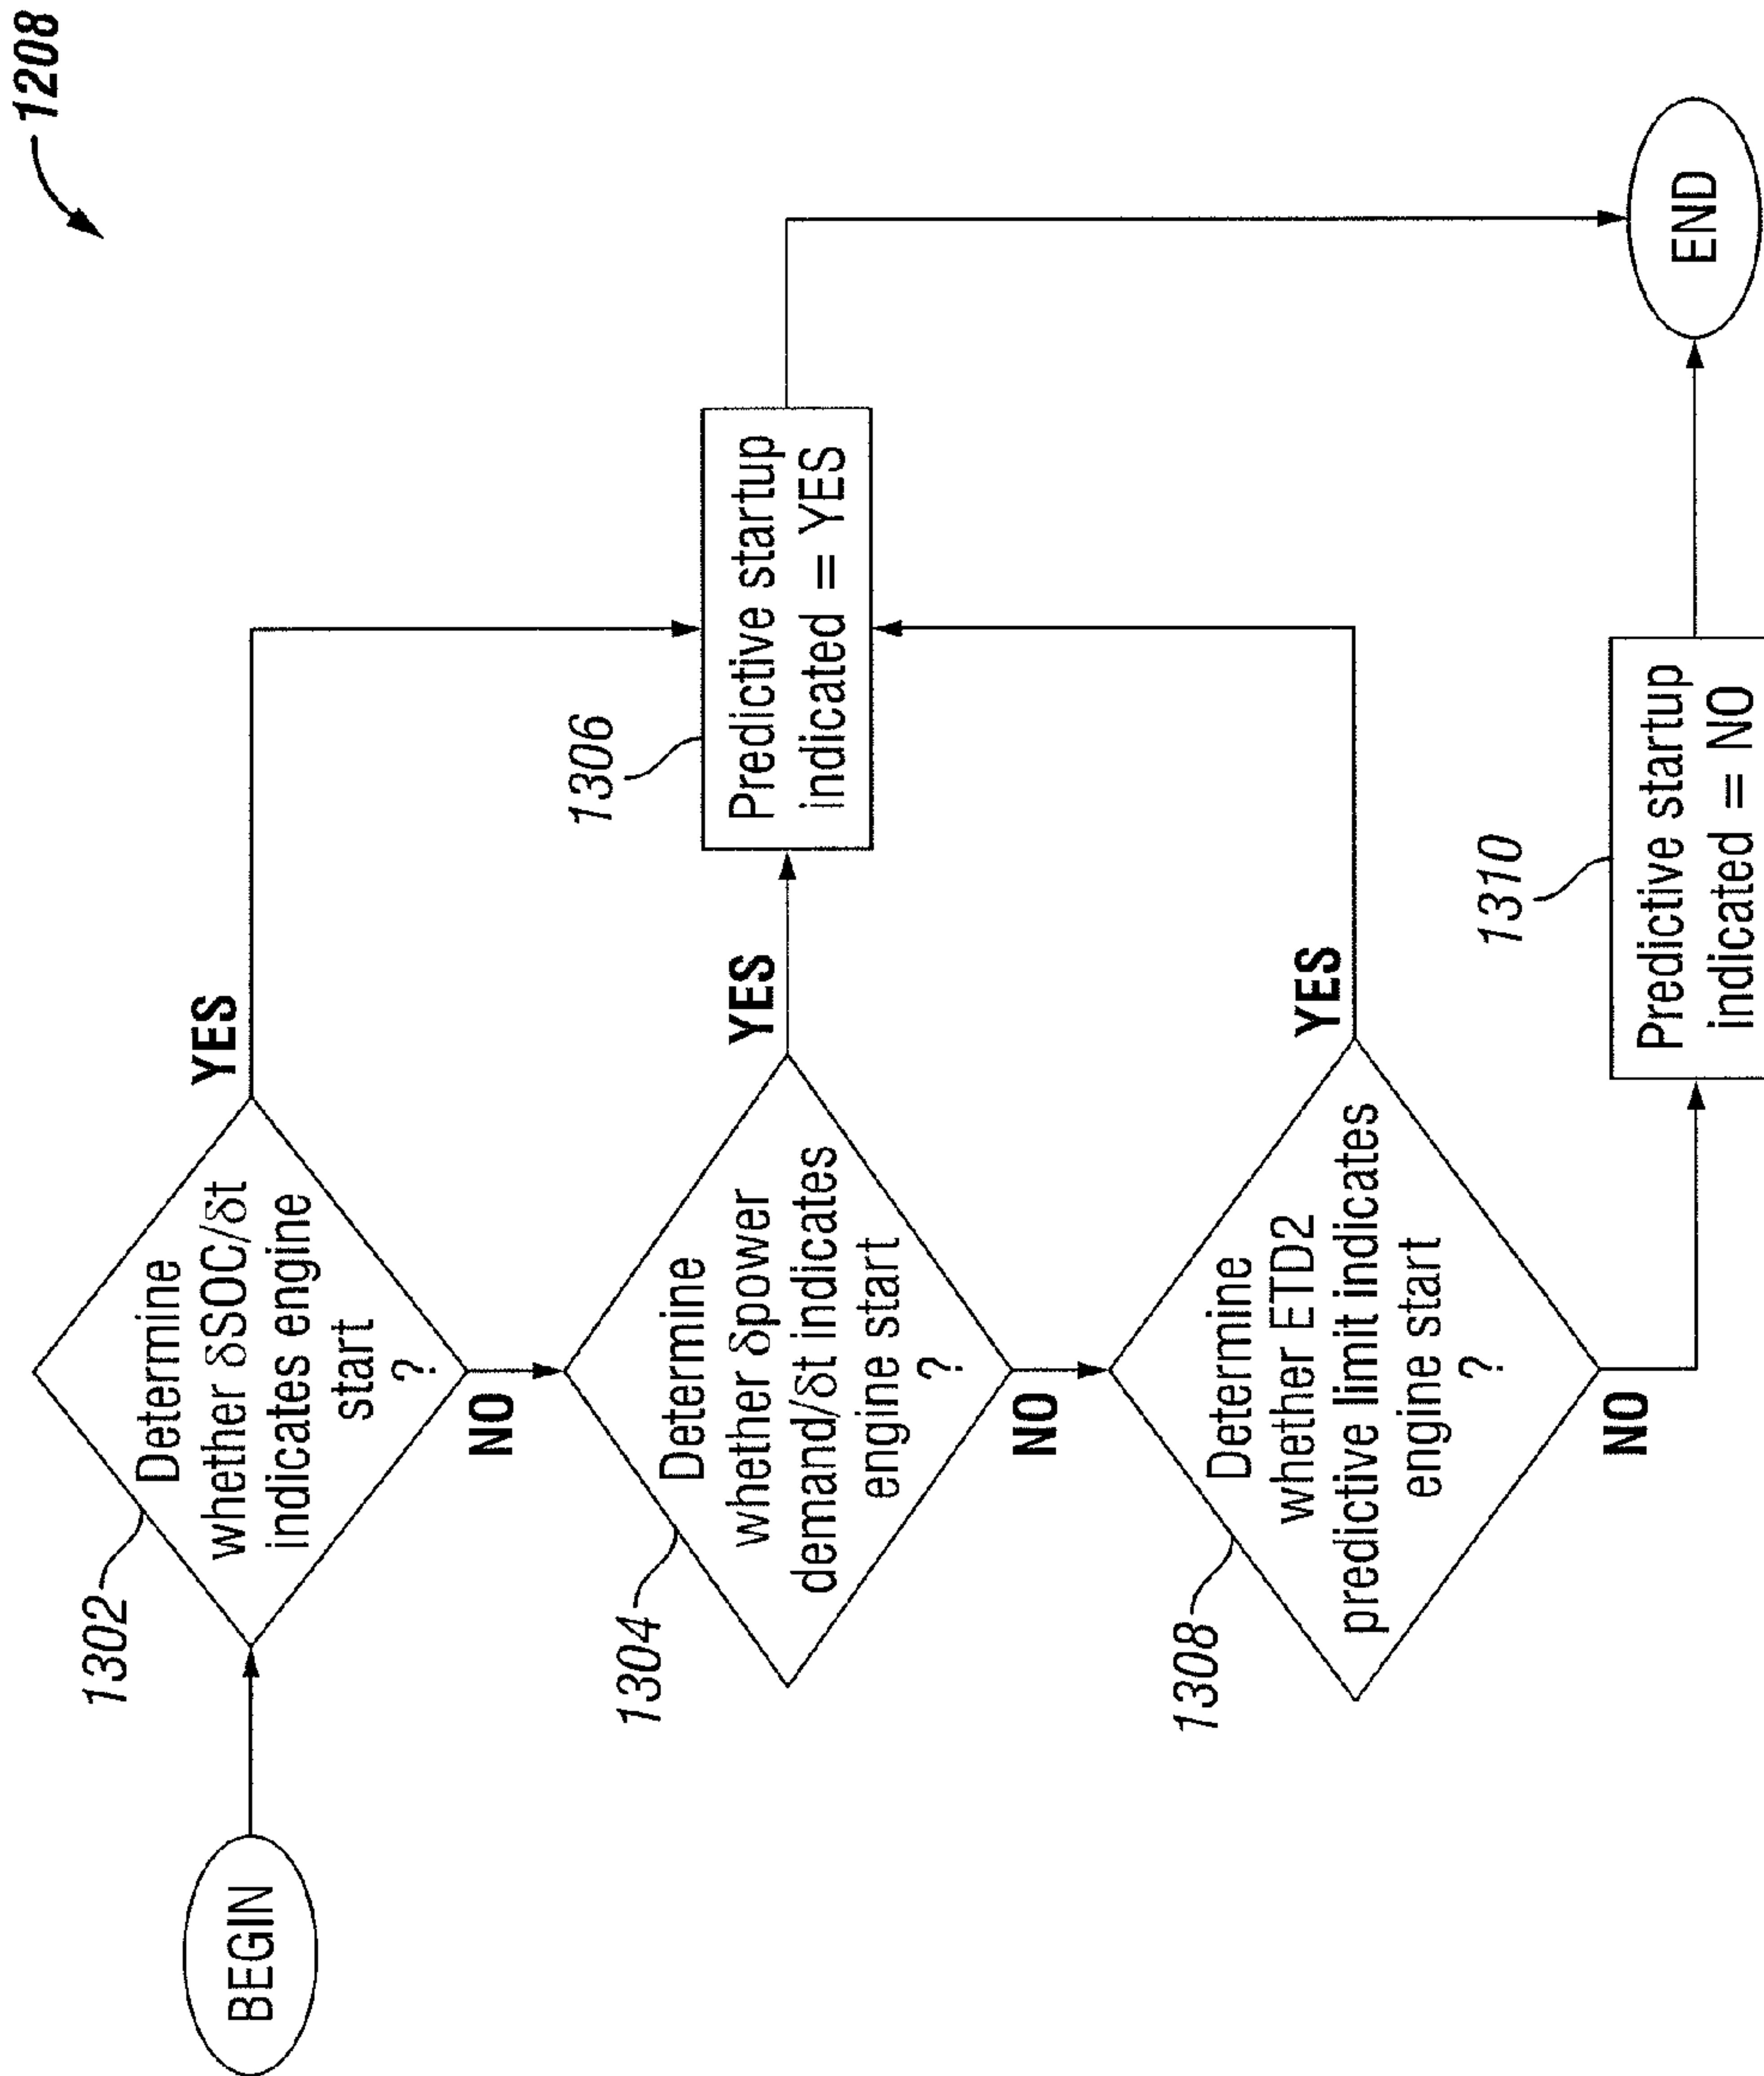 1208
BEGIN
1302
Determine
whether δSOC/δt
indicates engine
start
?
YES
NO
1304
Determine
whether δpower
demand/δt indicates
engine start
?
YES
NO
1306
Predictive startup
indicated = YES
1308
Determine
whether ETD2
predictive limit indicates
engine start
?
YES
NO
1310
Predictive startup
indicated = NO
END